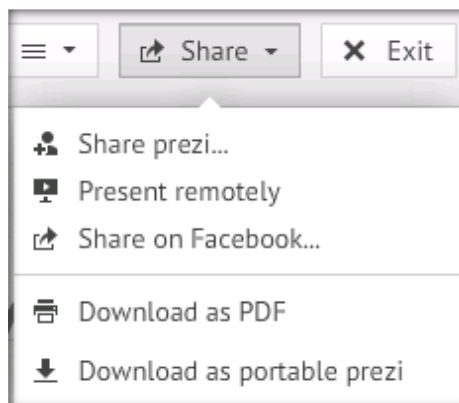 Share Exit
Share prezi...
Present remotely
Share on Facebook...
Download as PDF
Download as portable prezi